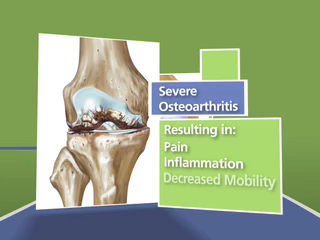 Severe
Osteoarthritis
Resulting in:
Pain
Inflammation
Decreased Mobility